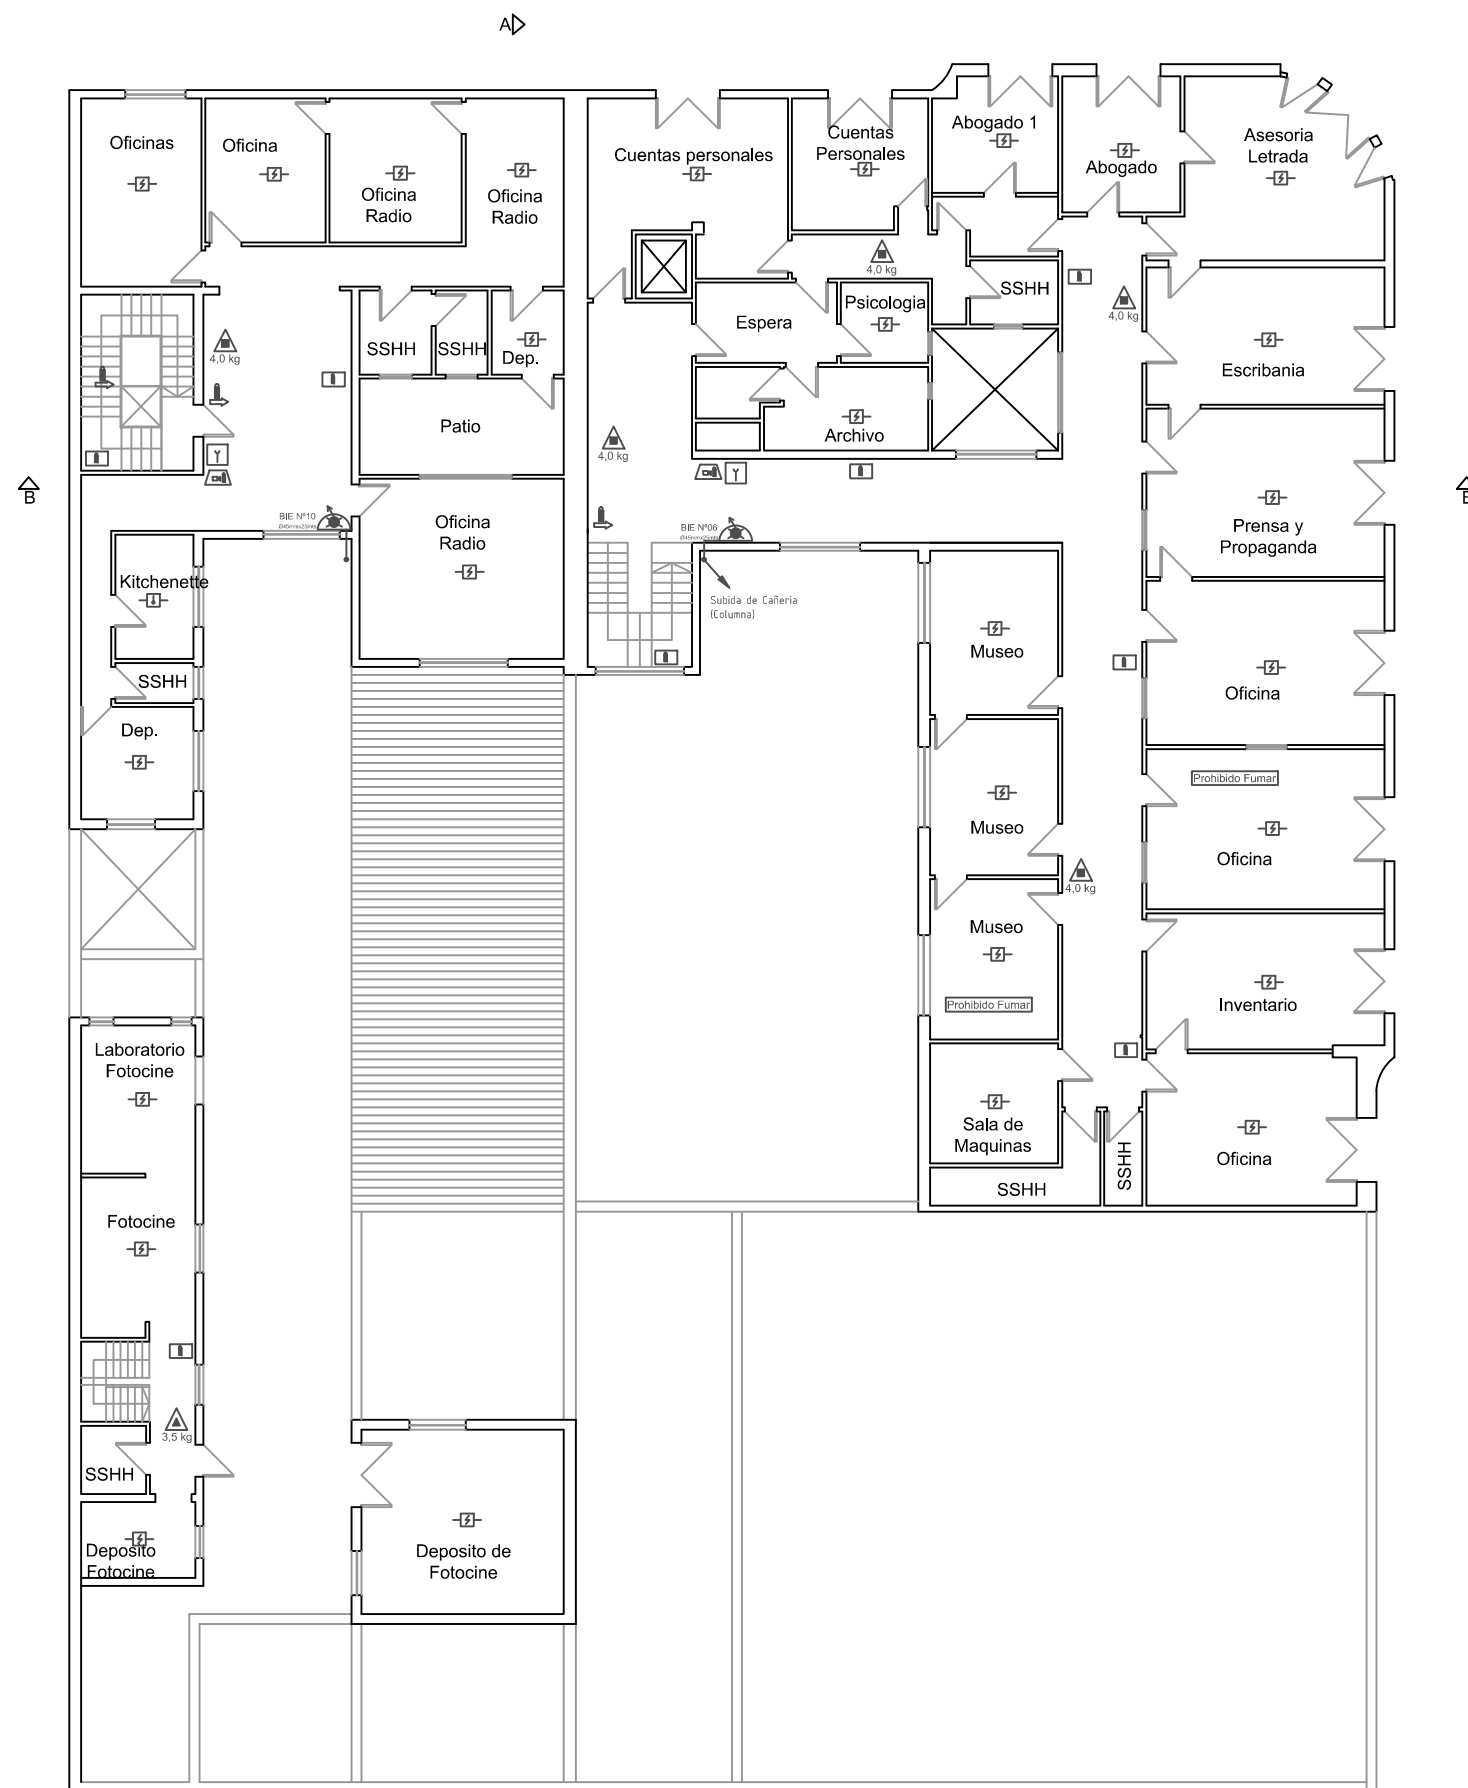 A
Oficinas
Oficina
Oficina
Radio
Oficina
Radio
Cuentas personales
Cuentas
Personales
Abogado 1
Abogado
Asesoria
Letrada
4,0 kg
SSHH
4,0 kg
Psicologia
Espera
SSHH
SSHH
Dep.
4,0 kg
Escribania
Patio
Archivo
4,0 kg
B
BIE Nº10
Ø45mmx25mts
Oficina
Radio
BIE Nº06
Ø45mmx25mts
Prensa y
Propaganda
Kitchenette
Subida de Cañeria
(Columna)
SSHH
Museo
Oficina
Dep.
Prohibido Fumar
Museo
Oficina
4,0 kg
Museo
Prohibido Fumar
Inventario
Laboratorio
Fotocine
Sala de
Maquinas
Oficina
SSHH
SSHH
Fotocine
3,5 kg
SSHH
Deposito
Fotocine
Deposito de
Fotocine